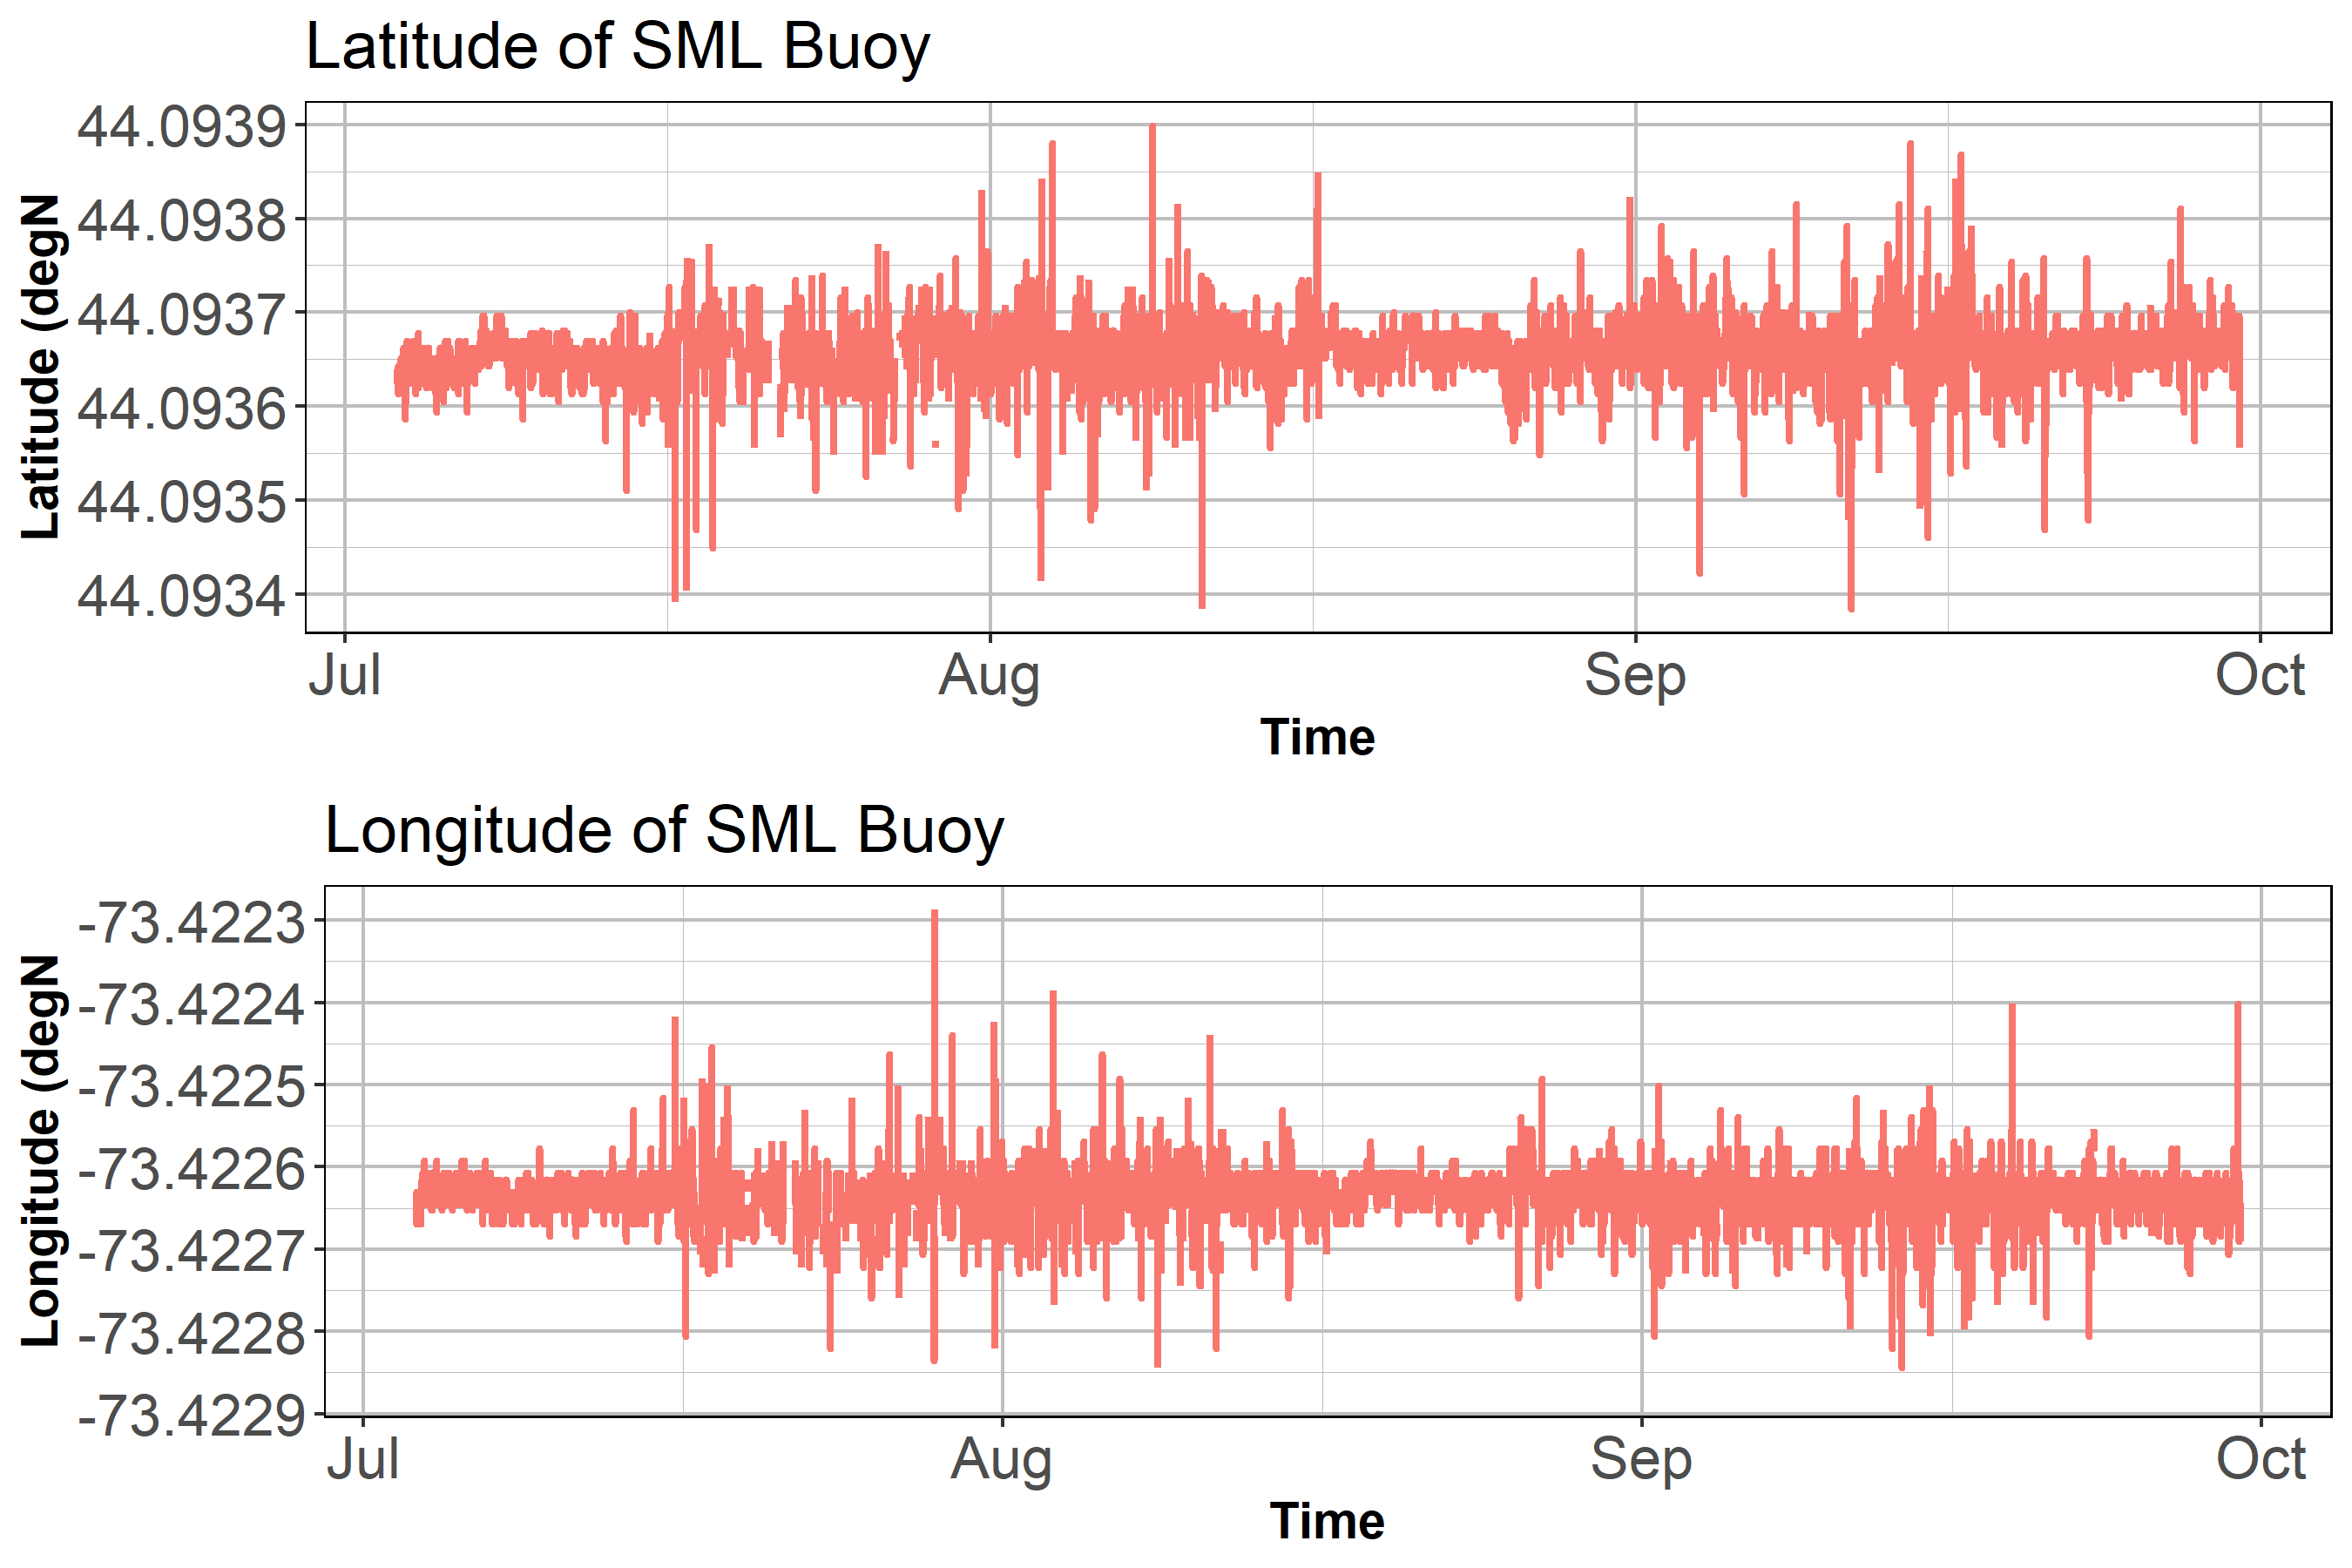 Latitude of SML Buoy
Latitude (degN
44.0939
44.0938
44.0937
44.0936
44.0935
44.0934
Jul Aug Sep Oct
Time
Longitude of SML Buoy
Longitude (degN
-73.4223
-73.4224
-73.4225
-73.4226
-73.4227
-73.4228
-73.4229
Jul Aug Sep Oct
Time